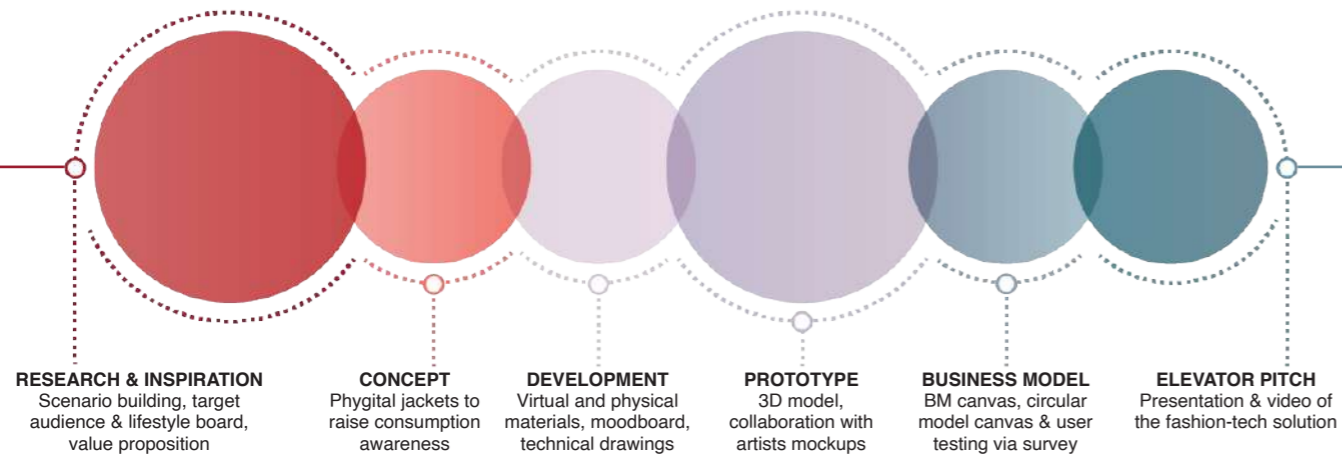 RESEARCH & INSPIRATION
Scenario building, target
audience & lifestyle board,
value proposition
CONCEPT
Phygital jackets to
raise consumption
awareness
DEVELOPMENT
Virtual and physical
materials, moodboard,
technical drawings
PROTOTYPE
3D model,
collaboration with
artists mockups
BUSINESS MODEL
BM canvas, circular
model canvas & user
testing via survey
ELEVATOR PITCH
Presentation & video of
the fashion-tech solution